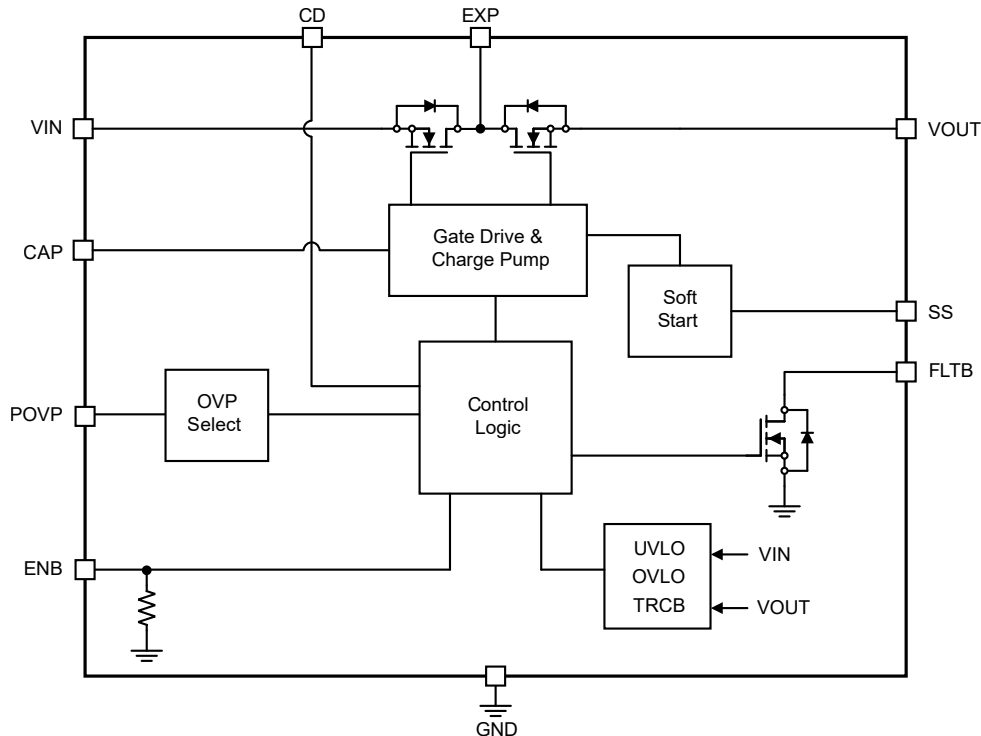 CD
EXP
VIN
VOUT
CAP
Gate Drive &
Charge Pump
Soft
Start
SS
FLTB
POVP
OVP
Select
Control
Logic
ENB
UVLO
OVLO
TRCB
VIN
VOUT
GND